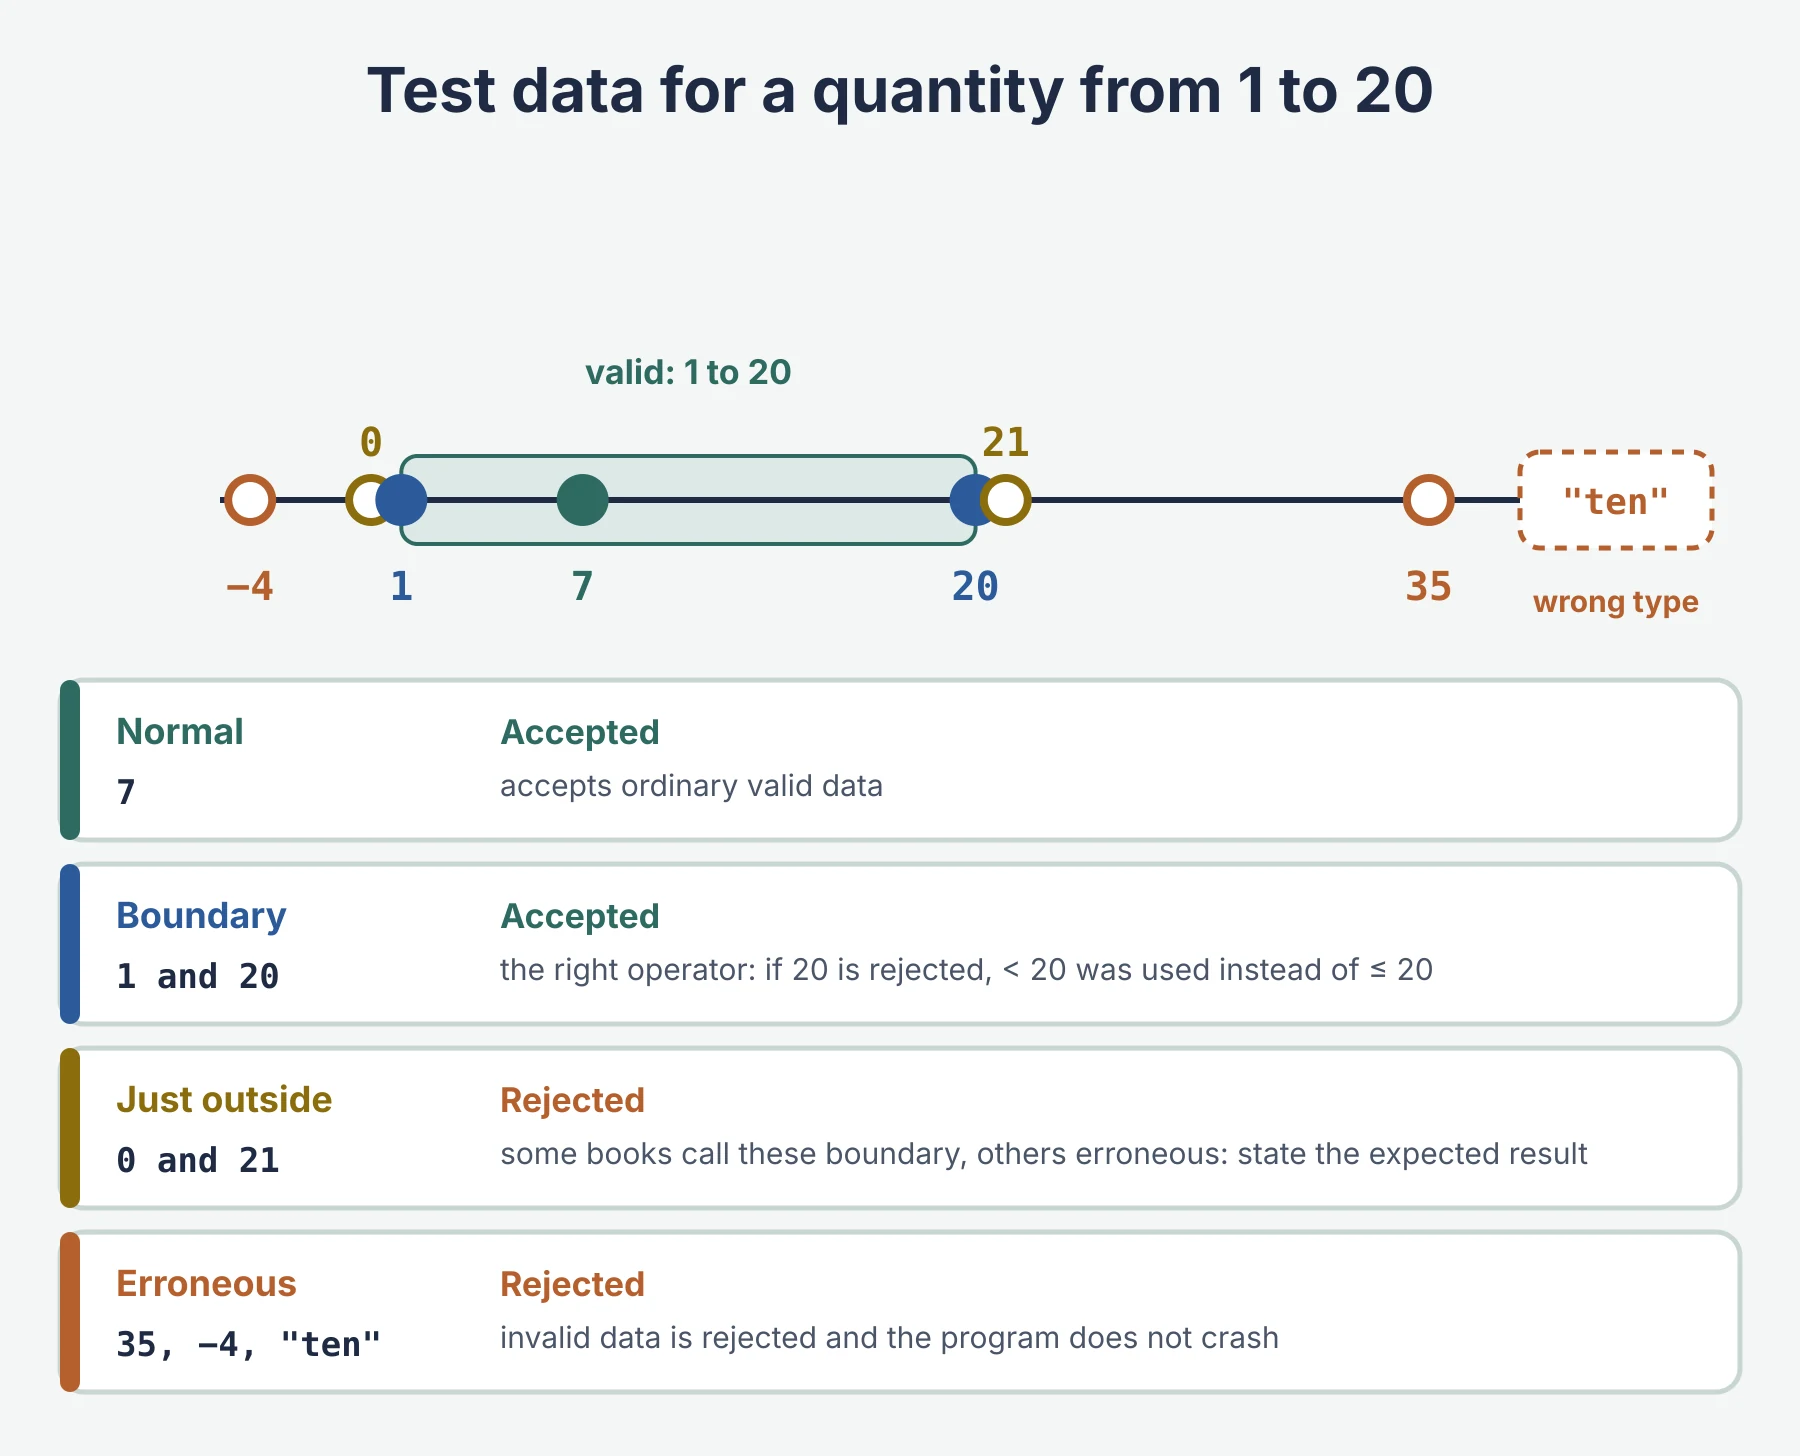 Test data for a quantity from 1 to 20
valid: 1 to 20
0
21
"ten"
−4
1
7
20
35
wrong type
Normal
Accepted
7
accepts ordinary valid data
Boundary
Accepted
1 and 20
the right operator: if 20 is rejected, < 20 was used instead of ≤ 20
Just outside
Rejected
0 and 21
some books call these boundary, others erroneous: state the expected result
Erroneous
Rejected
35, −4, "ten"
invalid data is rejected and the program does not crash